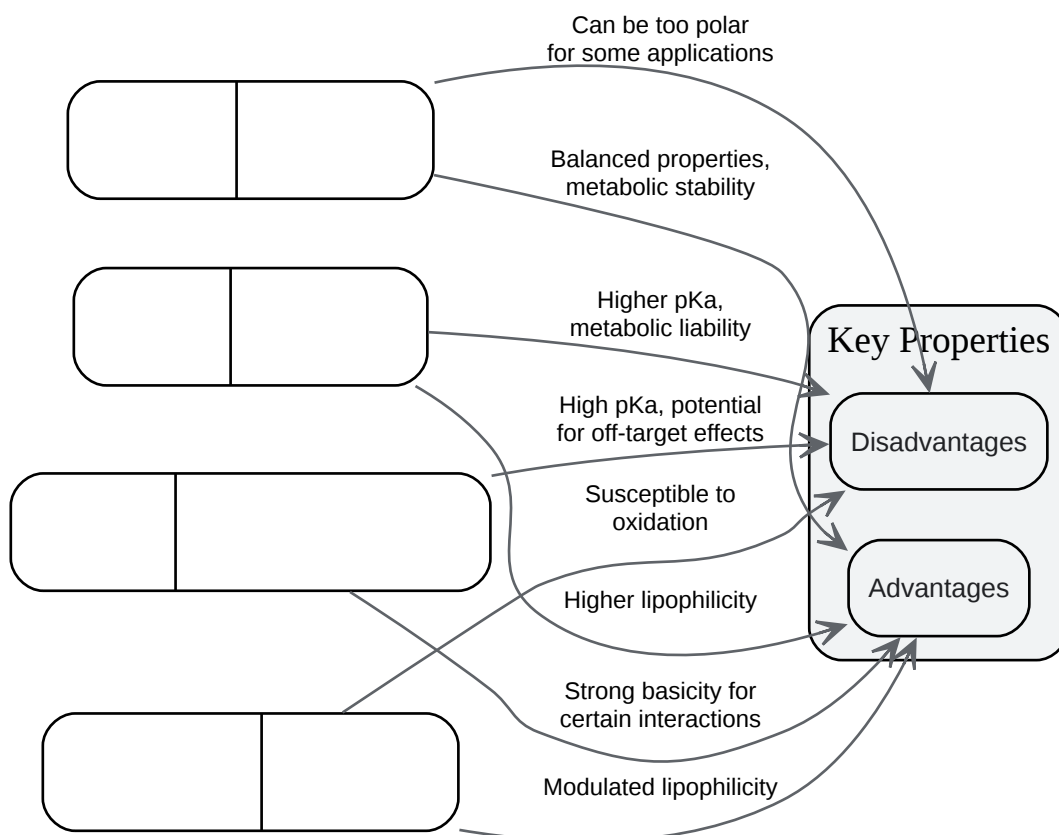 Can be too polar
for some applications
Balanced properties,
metabolic stability
Higher pKa,
metabolic liability
Key Properties
High pKa, potential
for off-target effects
Disadvantages
Susceptible to
oxidation
Advantages
Higher lipophilicity
Strong basicity for
certain interactions
Modulated lipophilicity